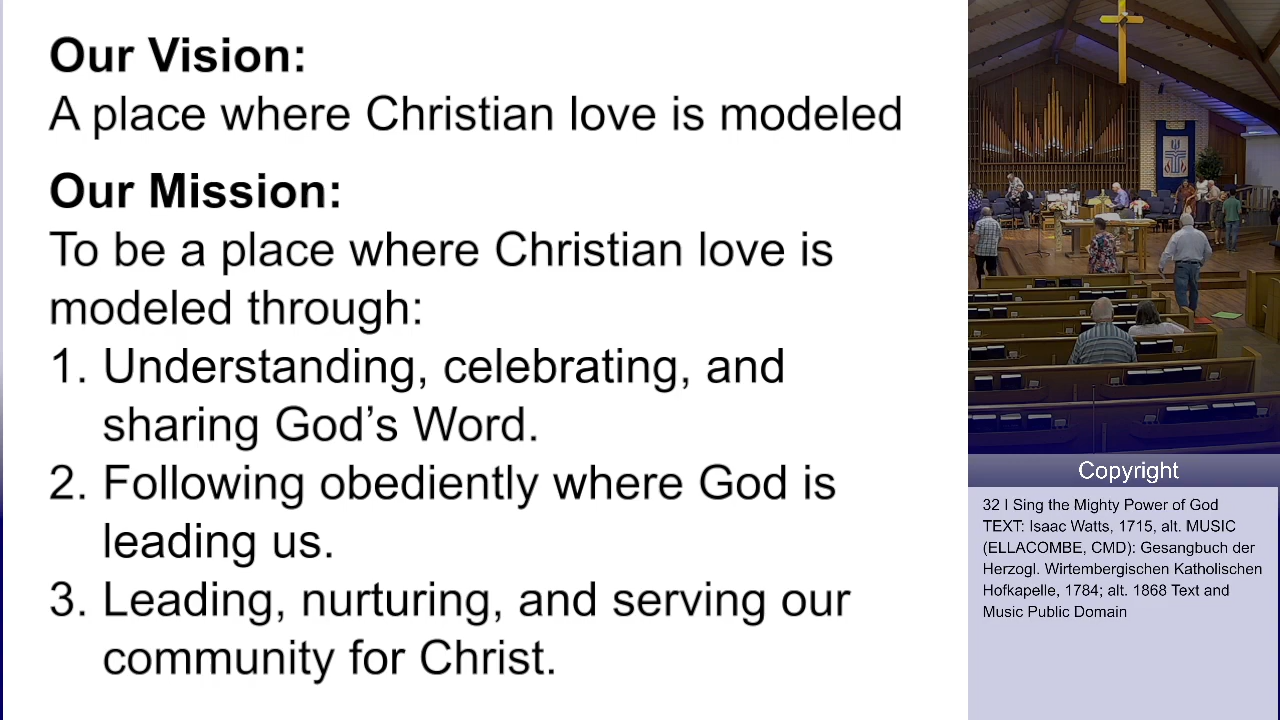 Our Vision:
A place where Christian love is modeled
Our Mission:
To be a place where Christian love is
modeled through:
1. Understanding, celebrating, and
sharing God’s Word.
2. Following obediently where God is
leading us.
3. Leading, nurturing, and serving our
community for Christ.
Copyright
32 I Sing the Mighty Power of God
TEXT: Isaac Watts, 1715, alt. MUSIC
(ELLACOMBE, CMD): Gesangbuch der
Herzogl. Wirtembergischen Katholischen
Hofkapelle, 1784; alt. 1868 Text and
Music Public Domain